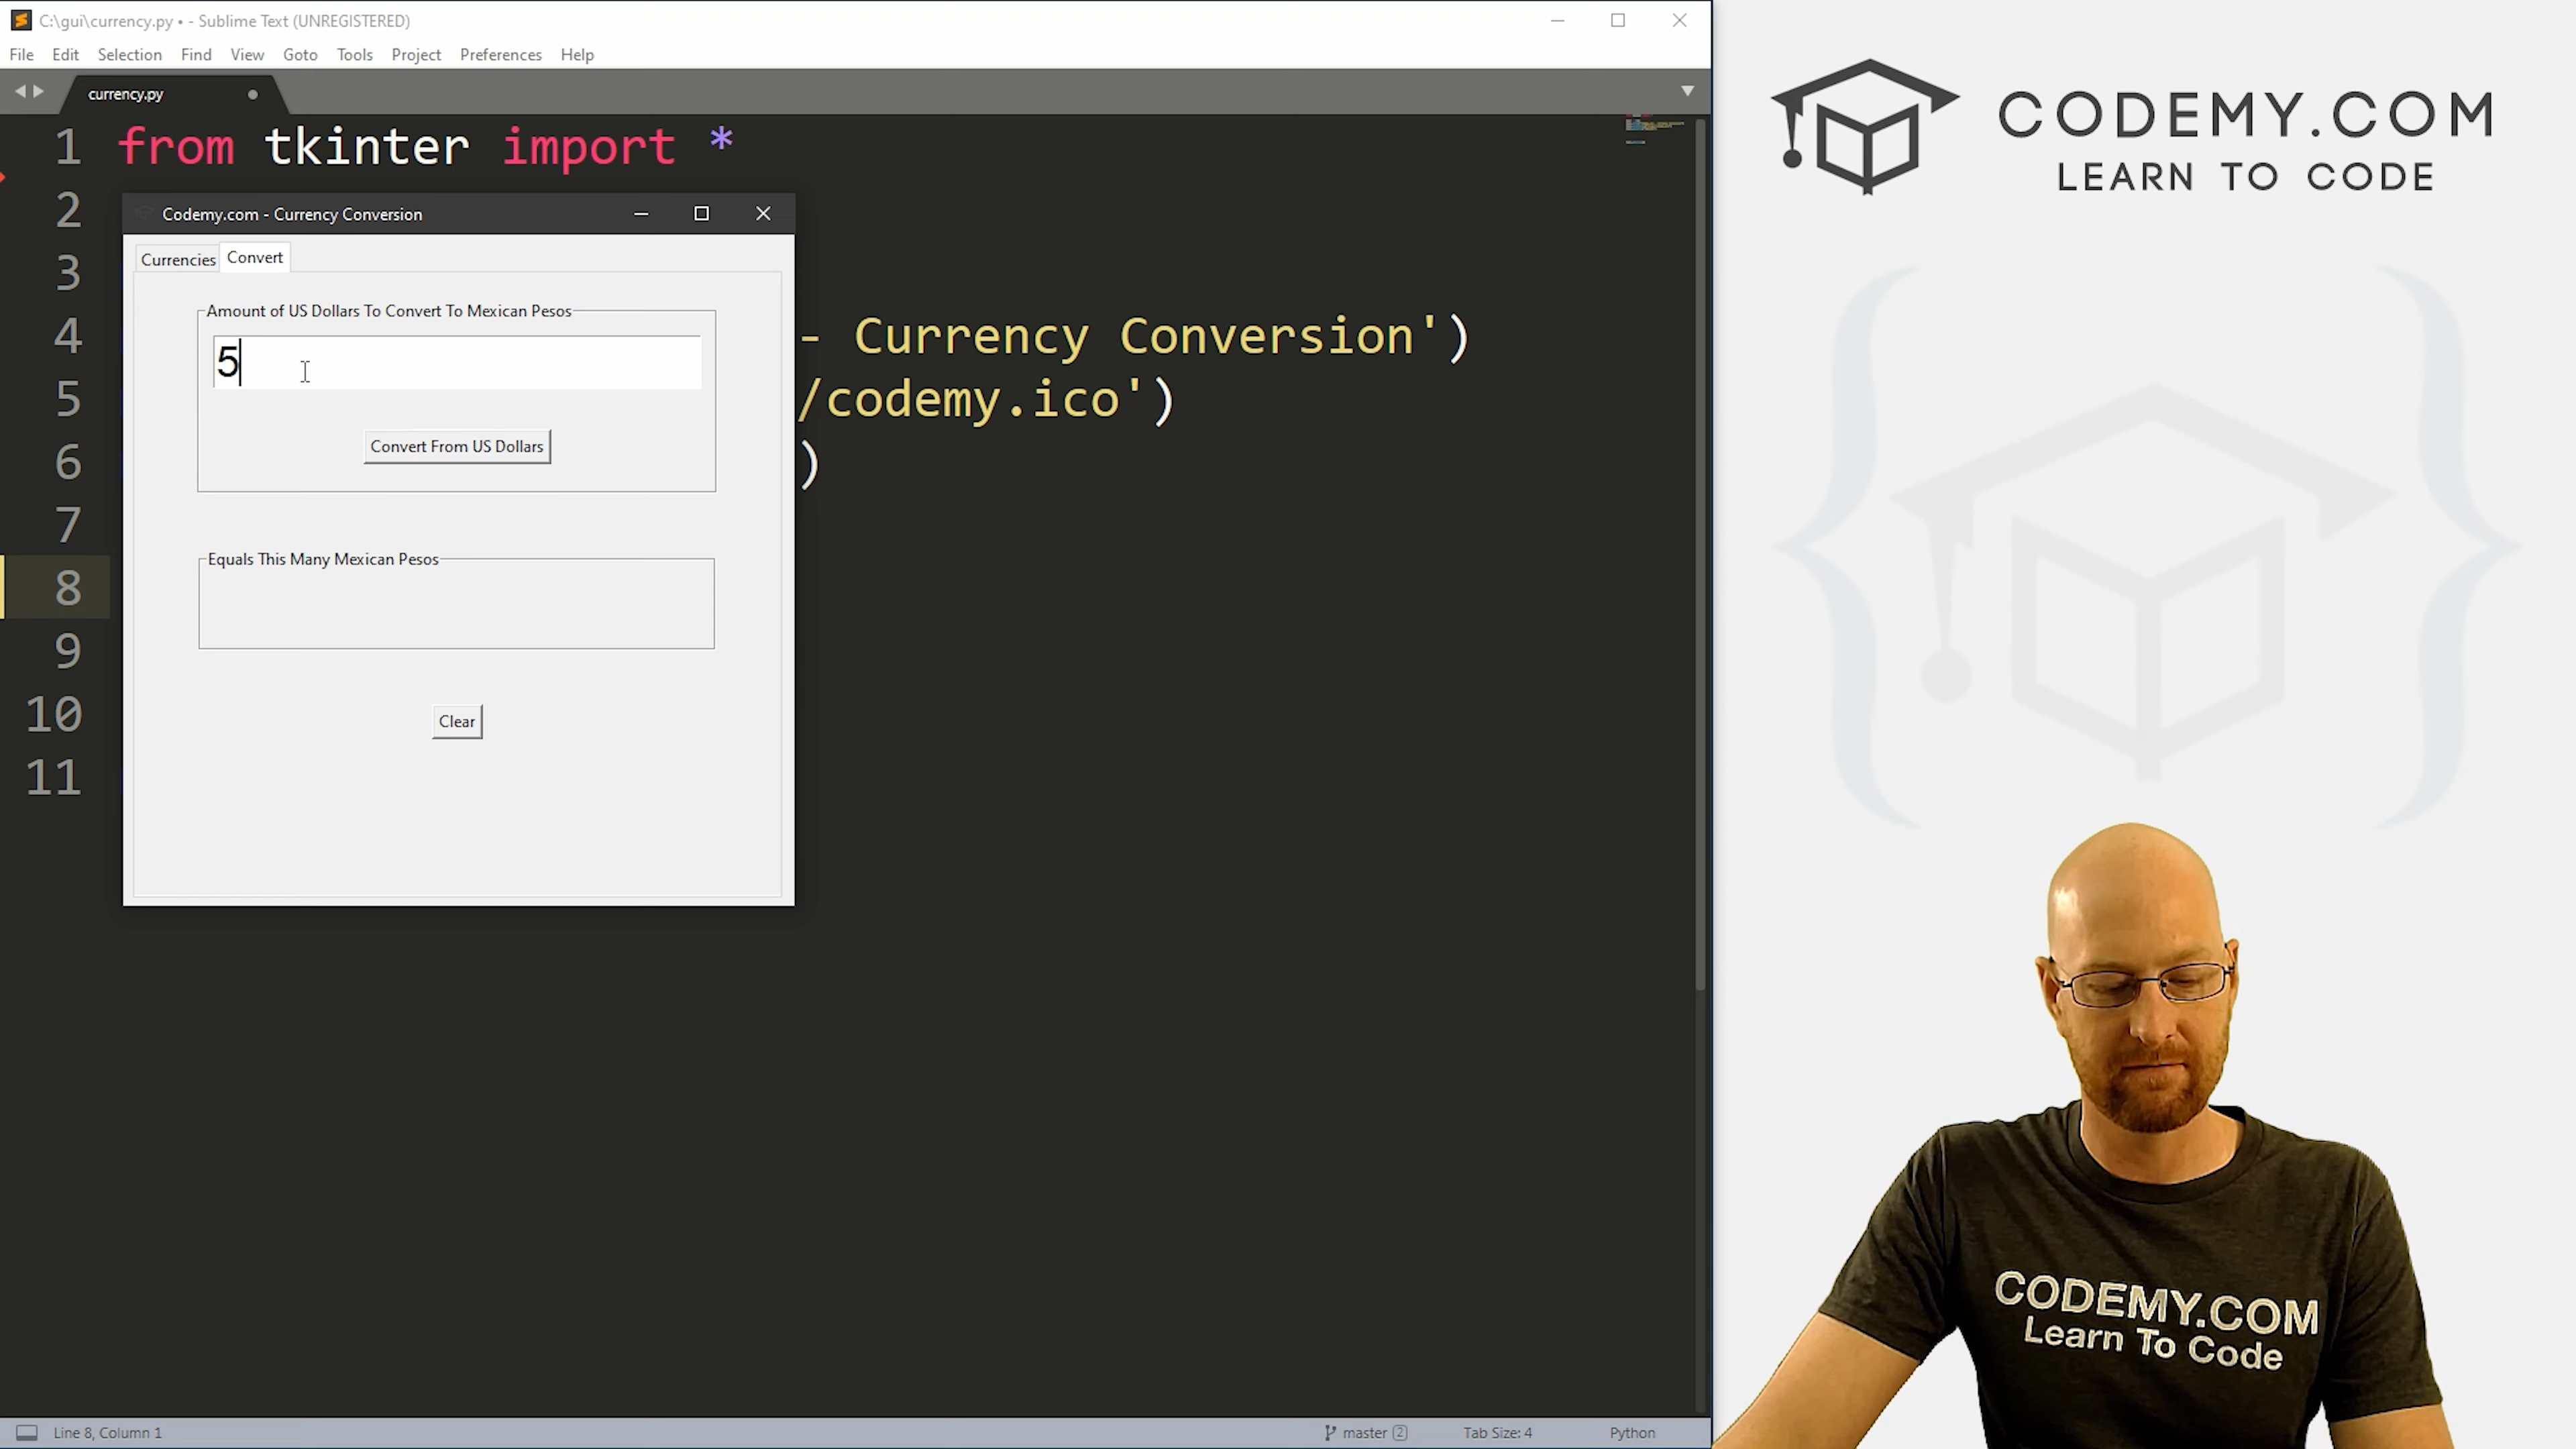 C:\gui\currency.py • - Sublime Text (UNREGISTERED)
File Edit Selection Find View Goto Tools Project Preferences Help
currency.py
1 from tkinter import *
2
3
4 - Currency Conversion')
5 /codemy.ico')
6 )
7
8
9
10
11
Codemy.com - Currency Conversion
Currencies Convert
Amount of US Dollars To Convert To Mexican Pesos
5
Convert From US Dollars
Equals This Many Mexican Pesos
Clear
Line 8, Column 1 master 2 Tab Size: 4 Python
CODEMY.COM
LEARN TO CODE
CODEMY.COM
Learn To Code